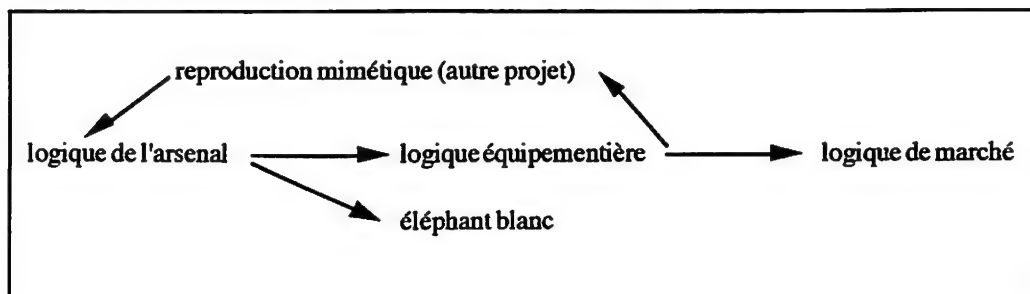 reproduction mimétique (autre projet)
logique de l'arsenal logique équipementière logique de marché
éléphant blanc